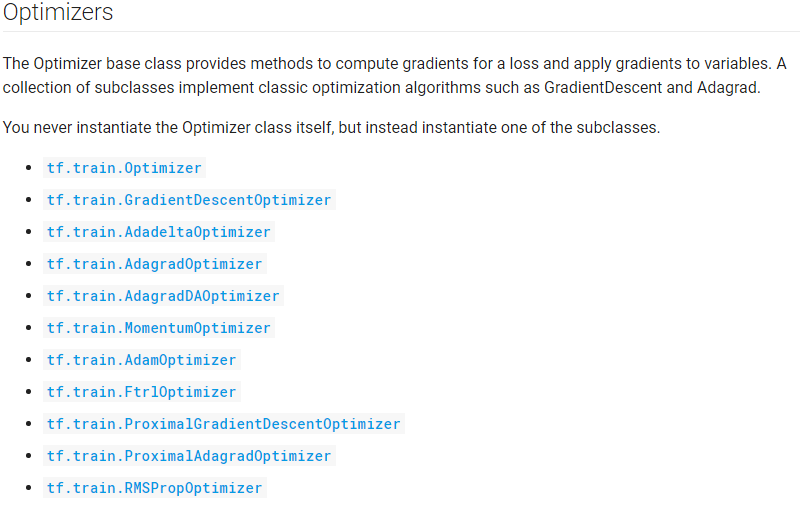 Optimizers
The Optimizer base class provides methods to compute gradients for a loss and apply gradients to variables. A
collection of subclasses implement classic optimization algorithms such as GradientDescent and Adagrad.
You never instantiate the Optimizer class itself, but instead instantiate one of the subclasses.
• tf.train.Optimizer
• tf.train.GradientDescentOptimizer
• tf.train.AdadeltaOptimizer
• tf.train.AdagradOptimizer
• tf.train.AdagradDAOptimizer
• tf.train.MomentumOptimizer
• tf.train.AdamOptimizer
• tf.train.FtrlOptimizer
• tf.train.ProximalGradientDescentOptimizer
• tf.train.ProximalAdagradOptimizer
• tf.train.RMSPropOptimizer